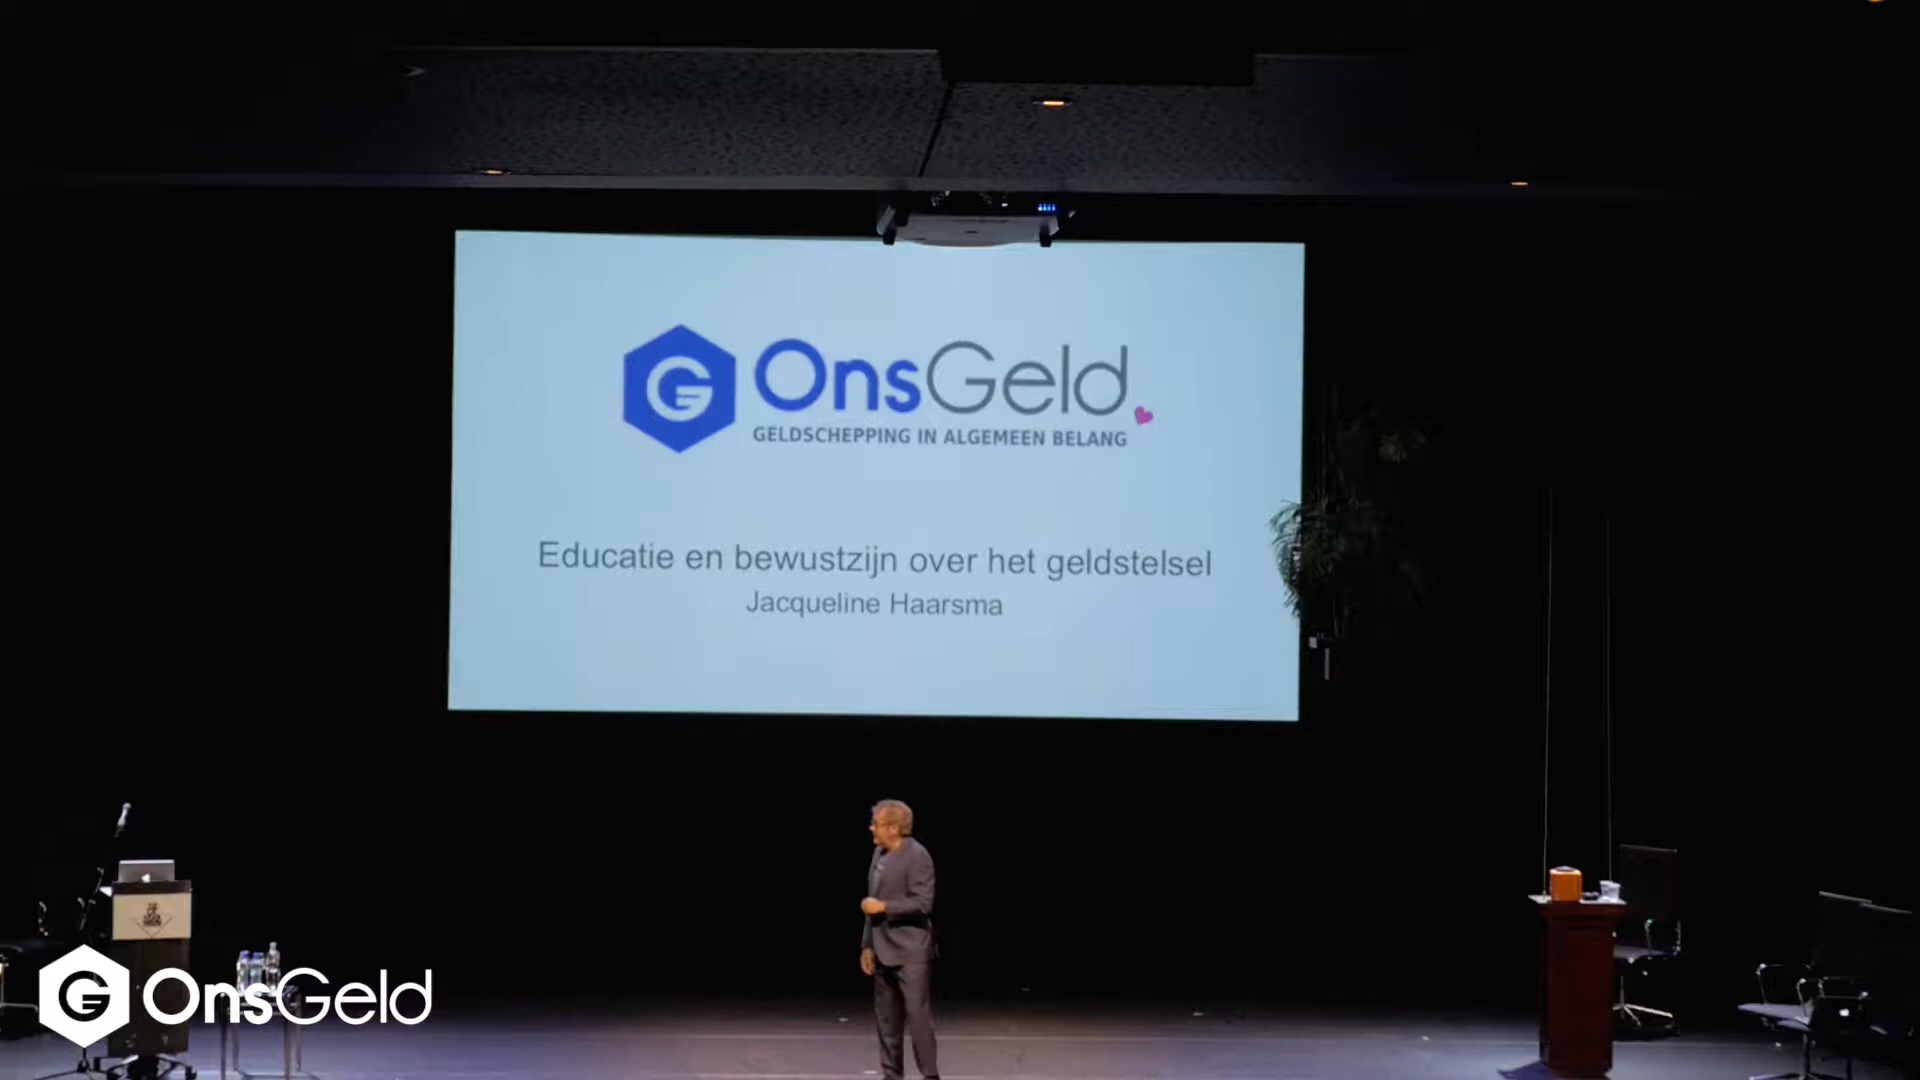 OnsGeld
GELDSCHEPPING IN ALGEMEEN BELANG
Educatie en bewustzijn over het geldstelsel
Jacqueline Haarsma
OnsGeld